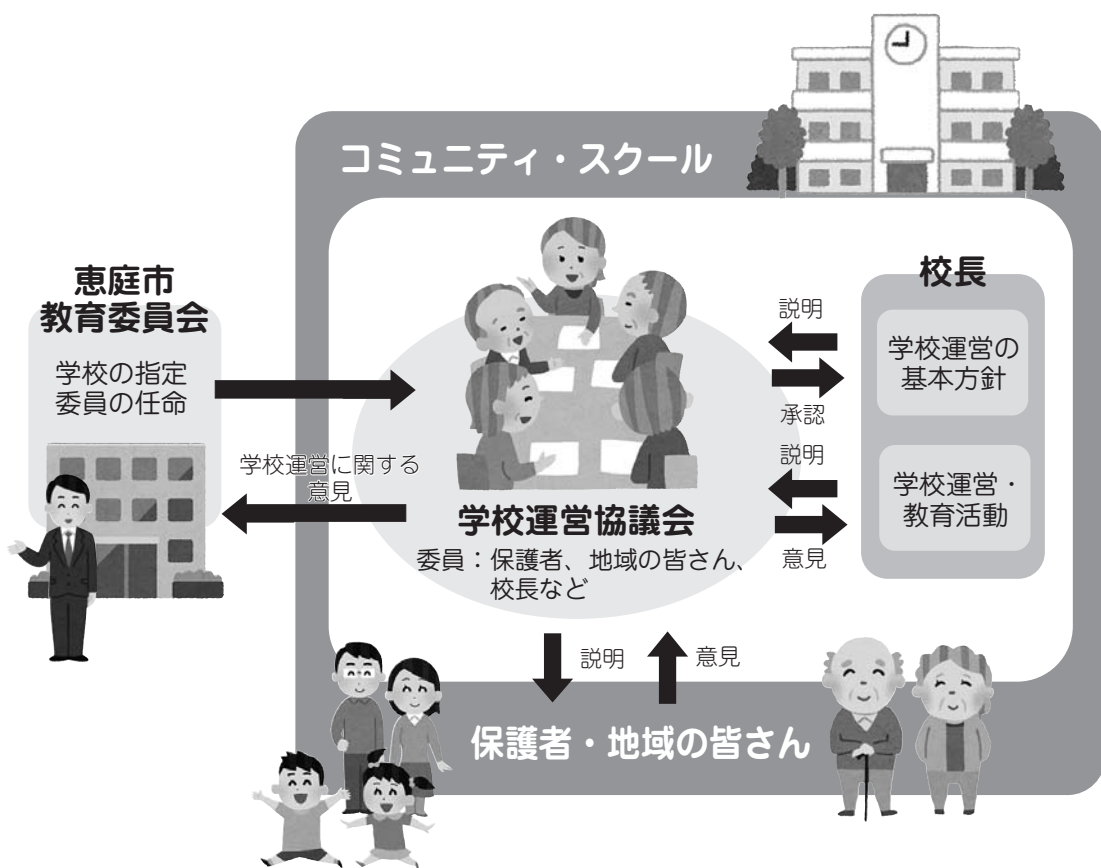 コミュニティ・スクール
恵庭市
教育委員会
学校の指定
委員の任命
学校運営に関する
意見
学校運営協議会
委員：保護者、地域の皆さん、
校長など
校長
説明
学校運営の
基本方針
承認
説明
学校運営・
教育活動
意見
説明
意見
保護者・地域の皆さん